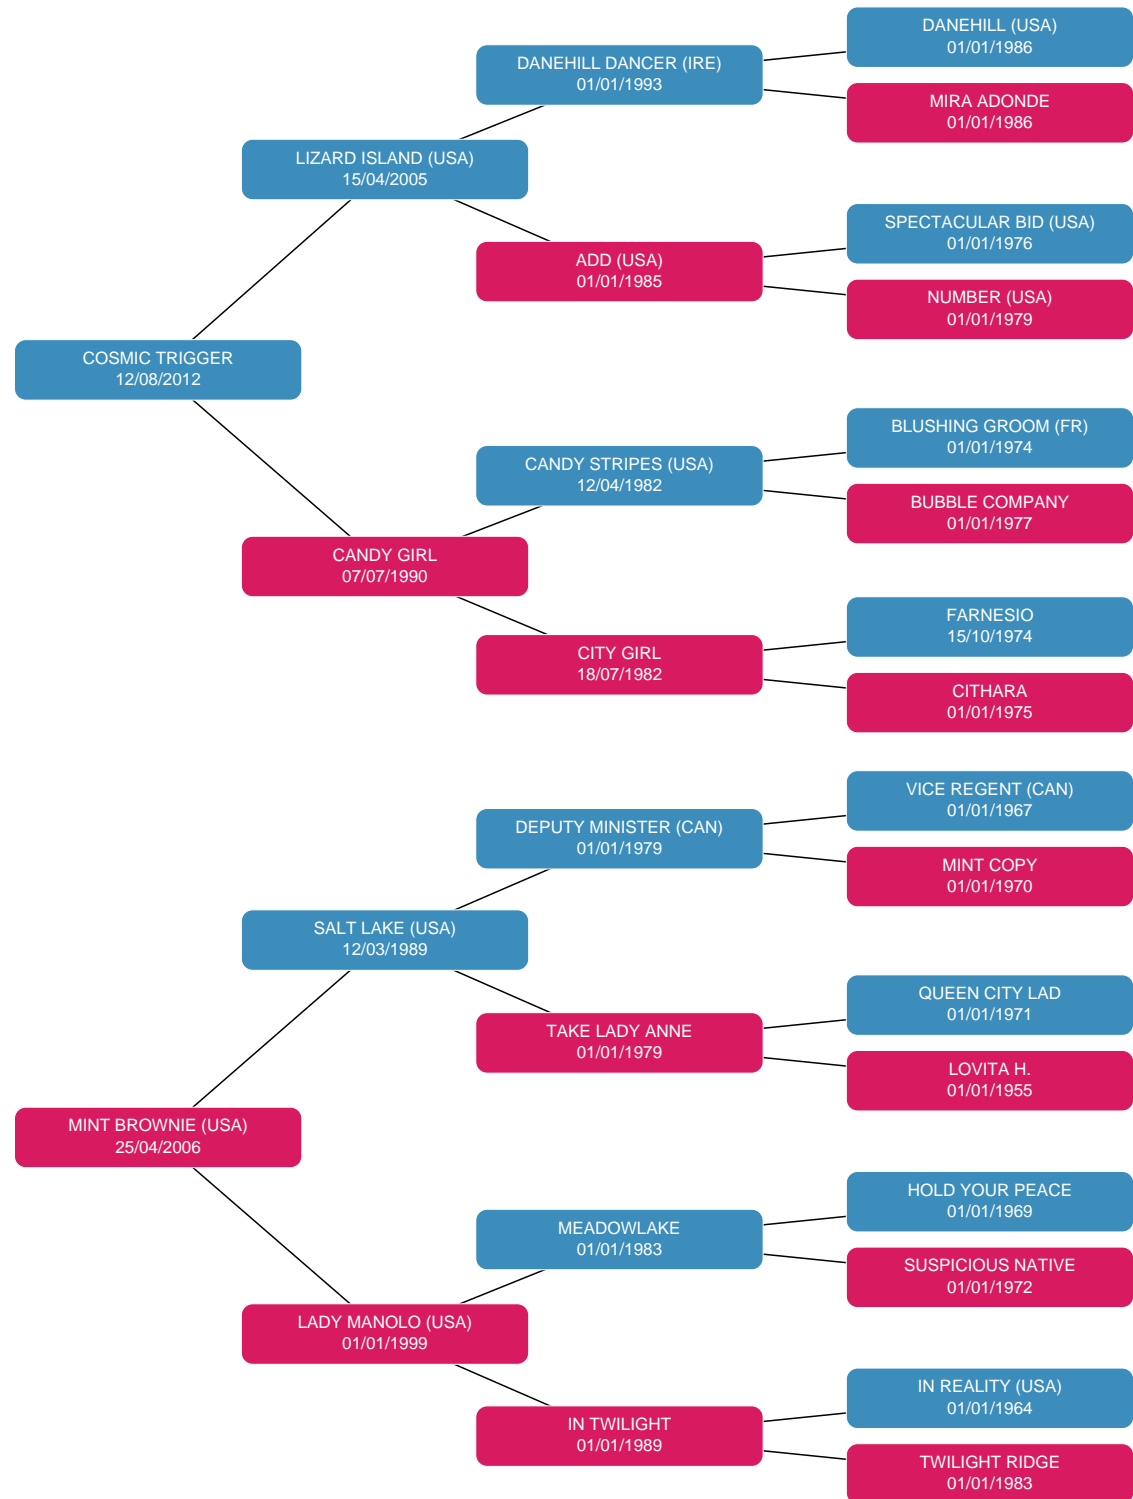 DANEHILL (USA)
01/01/1986
DANEHILL DANCER (IRE)
01/01/1993
MIRA ADONDE
01/01/1986
LIZARD ISLAND (USA)
15/04/2005
SPECTACULAR BID (USA)
01/01/1976
ADD (USA)
01/01/1985
NUMBER (USA)
01/01/1979
COSMIC TRIGGER
12/08/2012
BLUSHING GROOM (FR)
01/01/1974
CANDY STRIPES (USA)
12/04/1982
BUBBLE COMPANY
01/01/1977
CANDY GIRL
07/07/1990
FARNESIO
15/10/1974
CITY GIRL
18/07/1982
CITHARA
01/01/1975
VICE REGENT (CAN)
01/01/1967
DEPUTY MINISTER (CAN)
01/01/1979
MINT COPY
01/01/1970
SALT LAKE (USA)
12/03/1989
QUEEN CITY LAD
01/01/1971
TAKE LADY ANNE
01/01/1979
LOVITA H.
01/01/1955
MINT BROWNIE (USA)
25/04/2006
HOLD YOUR PEACE
01/01/1969
MEADOWLAKE
01/01/1983
SUSPICIOUS NATIVE
01/01/1972
LADY MANOLO (USA)
01/01/1999
IN REALITY (USA)
01/01/1964
IN TWILIGHT
01/01/1989
TWILIGHT RIDGE
01/01/1983